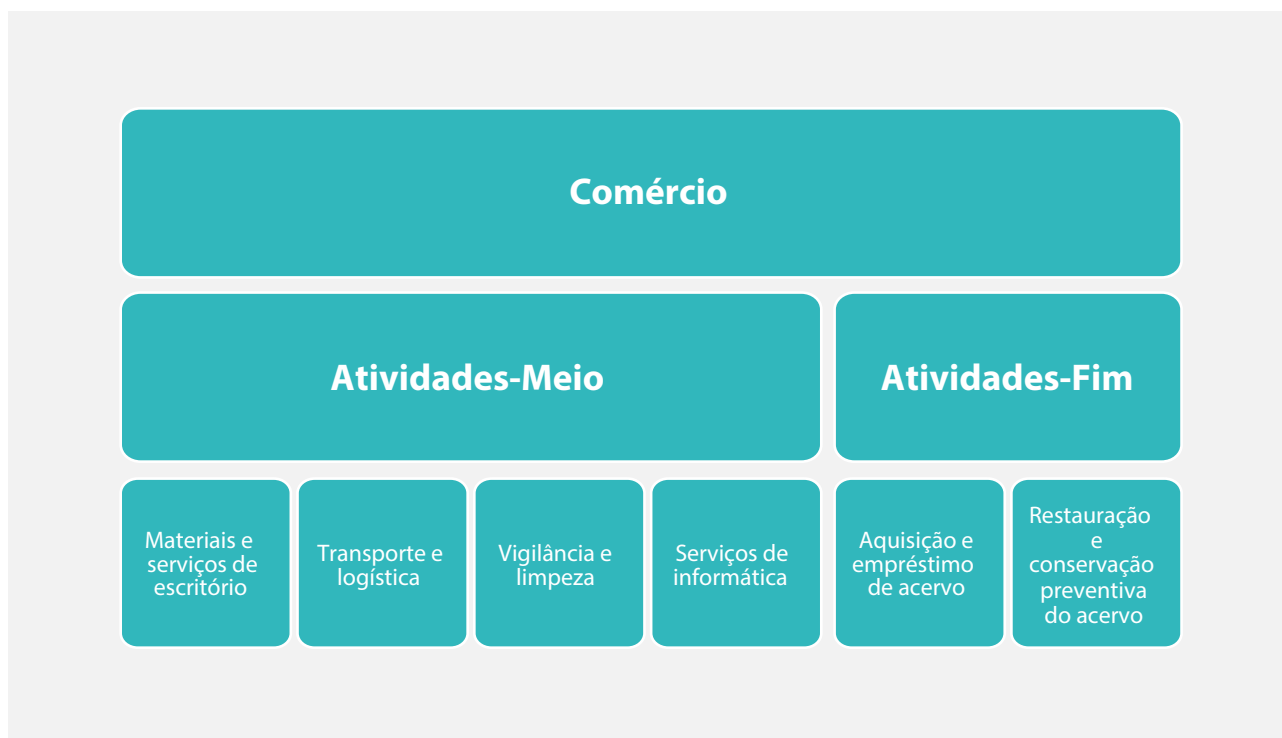 Comércio
Atividades-Meio
Atividades-Fim
Materiais e
serviços de
escritório
Transporte e
logística
Vigilância e
limpeza
Serviços de
informática
Aquisição e
empréstimo
de acervo
Restauração
e
conservação
preventiva
do acervo